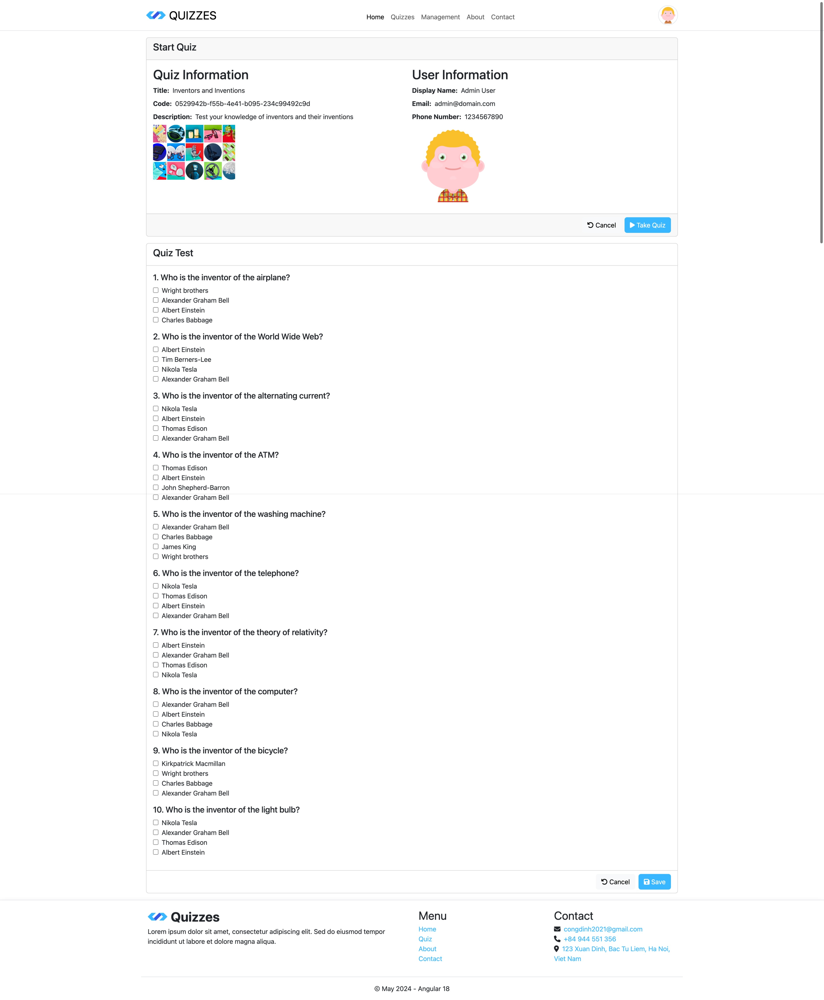 QUIZZES
Home Quizzes Management About Contact
Start Quiz
Quiz Information
Title: Inventors and Inventions
Code: 0529942b-f55b-4e41-b095-234c99492c9d
Description: Test your knowledge of inventors and their inventions
User Information
Display Name: Admin User
Email: admin@domain.com
Phone Number: 1234567890
Cancel Take Quiz
Quiz Test
1. Who is the inventor of the airplane?
Wright brothers
Alexander Graham Bell
Albert Einstein
Charles Babbage
2. Who is the inventor of the World Wide Web?
Albert Einstein
Tim Berners-Lee
Nikola Tesla
Alexander Graham Bell
3. Who is the inventor of the alternating current?
Nikola Tesla
Albert Einstein
Thomas Edison
Alexander Graham Bell
4. Who is the inventor of the ATM?
Thomas Edison
Albert Einstein
John Shepherd-Barron
Alexander Graham Bell
5. Who is the inventor of the washing machine?
Alexander Graham Bell
Charles Babbage
James King
Wright brothers
6. Who is the inventor of the telephone?
Nikola Tesla
Thomas Edison
Albert Einstein
Alexander Graham Bell
7. Who is the inventor of the theory of relativity?
Albert Einstein
Alexander Graham Bell
Thomas Edison
Nikola Tesla
8. Who is the inventor of the computer?
Alexander Graham Bell
Albert Einstein
Charles Babbage
Nikola Tesla
9. Who is the inventor of the bicycle?
Kirkpatrick Macmillan
Wright brothers
Charles Babbage
Alexander Graham Bell
10. Who is the inventor of the light bulb?
Nikola Tesla
Alexander Graham Bell
Thomas Edison
Albert Einstein
Cancel Save
Quizzes
Lorem ipsum dolor sit amet, consectetur adipiscing elit. Sed do eiusmod tempor
incididunt ut labore et dolore magna aliqua.
Menu
Home
Quiz
About
Contact
Contact
congdinh2021@gmail.com
+84 944 551 356
123 Xuan Dinh, Bac Tu Liem, Ha Noi,
Viet Nam
© May 2024 - Angular 18